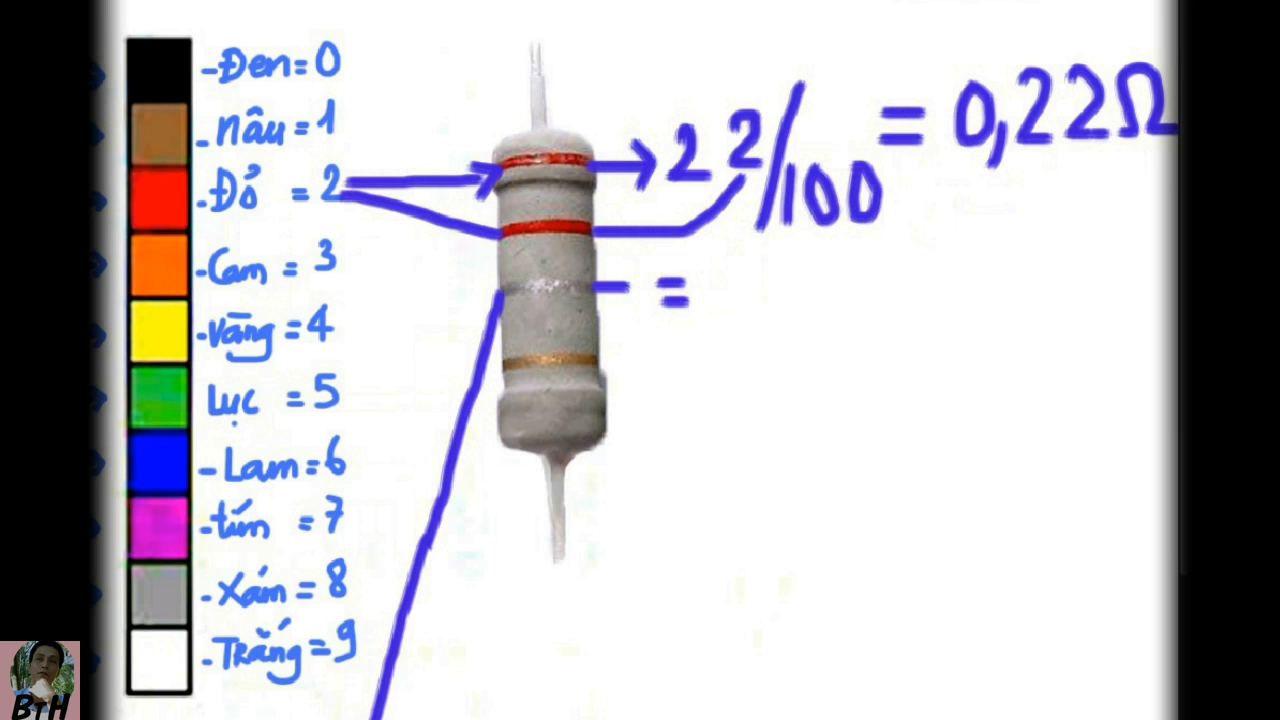 -Đen=0
-Nâu=1
-Đỏ =2
-Cam = 3
-Vāng=4
Lục =5
-Lam=6
-tím =7
-Xám=8
-Trắng=9
2 2/100 = 0,22Ω
=
BTH